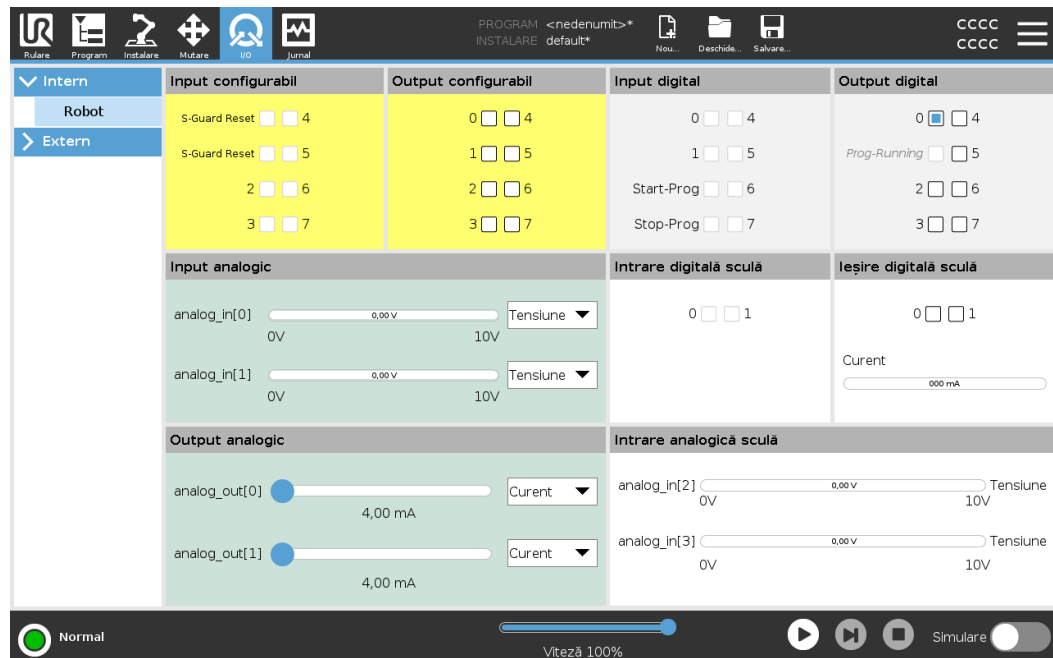 UR
Rulare
Program
Instalare
Mutare
I/O
Jurnal
PROGRAM <nedenumit>*
INSTALARE default*
Nou...
Deschide...
Salvare...
CCCC
CCCC
Intern
Robot
Extern
Input configurabil
S-Guard Reset 4
S-Guard Reset 5
2 6
3 7
Output configurabil
0 4
1 5
2 6
3 7
Input digital
0 4
1 5
Start-Prog 6
Stop-Prog 7
Output digital
0 4
Prog-Running 5
2 6
3 7
Input analogic
analog_in[0] 0,00 V Tensiune
0V 10V
analog_in[1] 0,00 V Tensiune
0V 10V
Intrare digitală sculă
0 1
Ieșire digitală sculă
0 1
Curent
000 mA
Output analogic
analog_out[0] Curent
4,00 mA
analog_out[1] Curent
4,00 mA
Intrare analogică sculă
analog_in[2] 0,00 V Tensiune
0V 10V
analog_in[3] 0,00 V Tensiune
0V 10V
Normal
Viteză 100%
Simulare